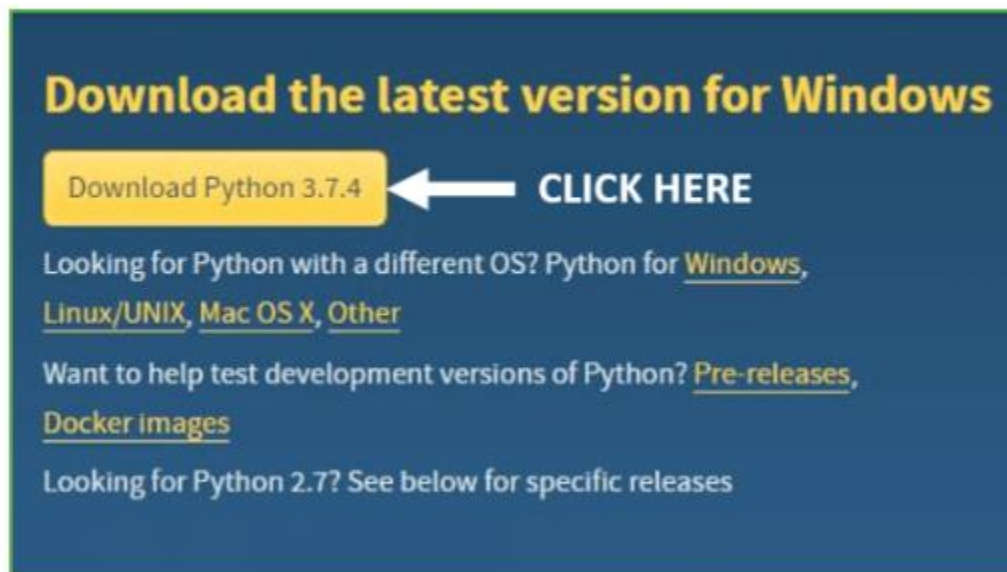 Download the latest version for Windows
Download Python 3.7.4
CLICK HERE
Looking for Python with a different OS? Python for Windows,
Linux/UNIX, Mac OS X, Other
Want to help test development versions of Python? Pre-releases,
Docker images
Looking for Python 2.7? See below for specific releases